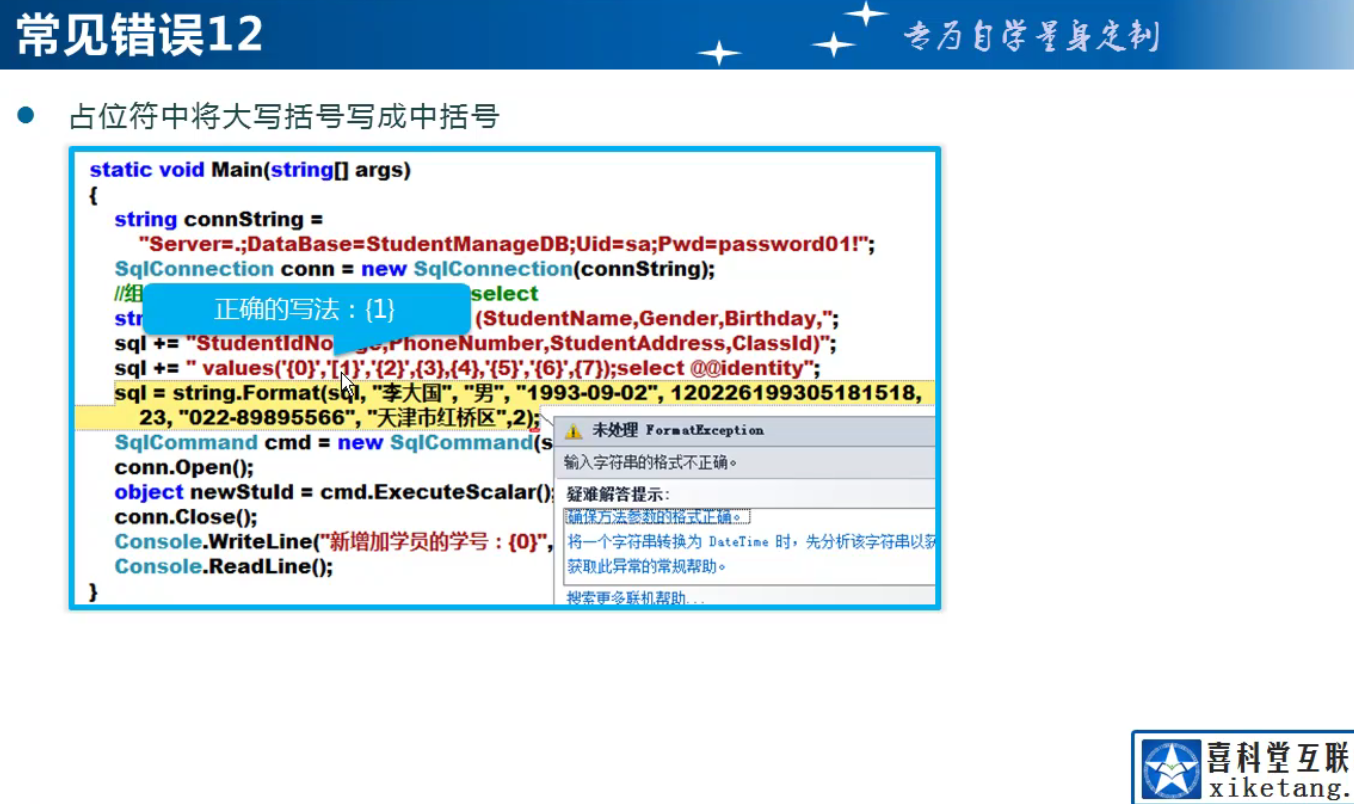 常见错误12
专为自学量身定制
占位符中将大写括号写成中括号
static void Main(string[] args)
{
string connString =
"Server=.;DataBase=StudentManageDB;Uid=sa;Pwd=password01!";
SqlConnection conn = new SqlConnection(connString);
//组 select
正确的写法：{1}
str (StudentName,Gender,Birthday,";
sql += "StudentIdNo ,PhoneNumber,StudentAddress,ClassId)";
sql += " values('{0}','[1}','{2}',{3},{4},'{5}','{6}',{7});select @@identity";
sql = string.Format(sql, "李大国", "男", "1993-09-02", 120226199305181518,
23, "022-89895566", "天津市红桥区",2);
SqlCommand cmd = new SqlCommand(s
conn.Open();
object newStuId = cmd.ExecuteScalar();
conn.Close();
Console.WriteLine("新增加学员的学号：{0}",
Console.ReadLine();
}
未处理 FormatException
输入字符串的格式不正确。
疑难解答提示:
确保方法参数的格式正确。
将一个字符串转换为 DateTime 时，先分析该字符串以获
获取此异常的常规帮助。
搜索更多联机帮助...
喜科堂互联
xiketang.